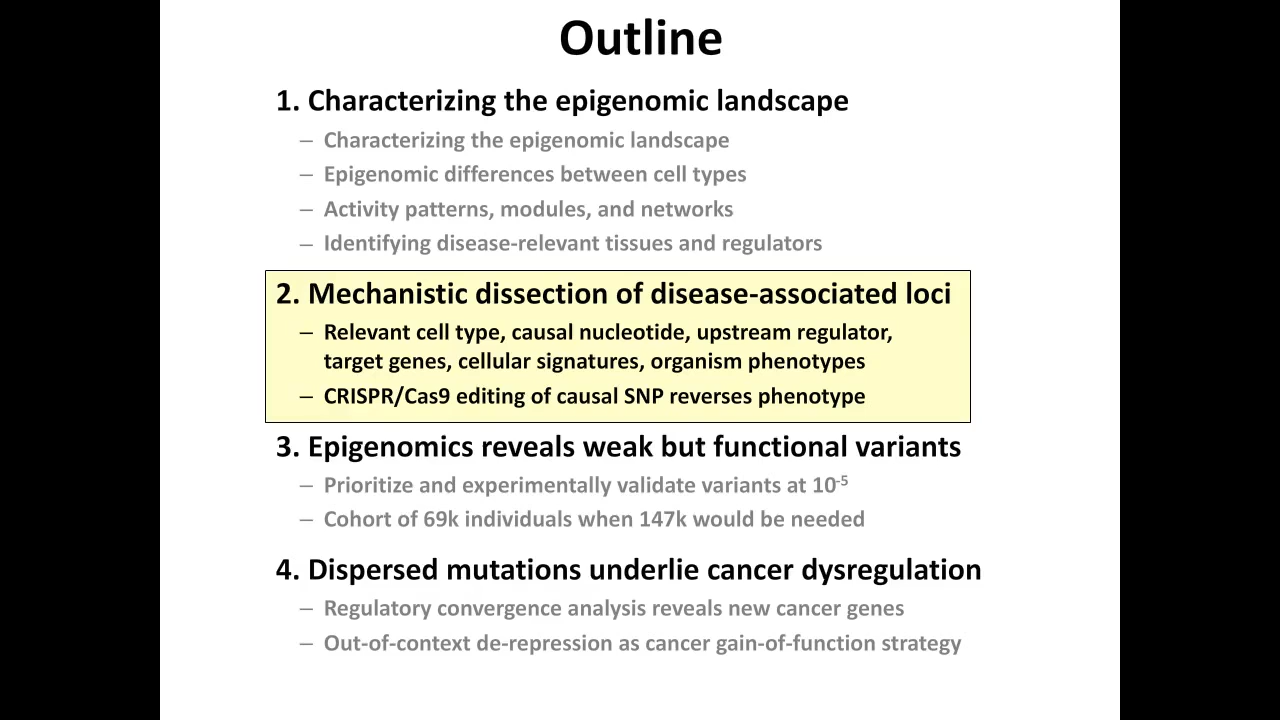 Outline
1. Characterizing the epigenomic landscape
– Characterizing the epigenomic landscape
– Epigenomic differences between cell types
– Activity patterns, modules, and networks
– Identifying disease-relevant tissues and regulators
2. Mechanistic dissection of disease-associated loci
– Relevant cell type, causal nucleotide, upstream regulator,
target genes, cellular signatures, organism phenotypes
– CRISPR/Cas9 editing of causal SNP reverses phenotype
3. Epigenomics reveals weak but functional variants
– Prioritize and experimentally validate variants at 10⁻⁵
– Cohort of 69k individuals when 147k would be needed
4. Dispersed mutations underlie cancer dysregulation
– Regulatory convergence analysis reveals new cancer genes
– Out-of-context de-repression as cancer gain-of-function strategy